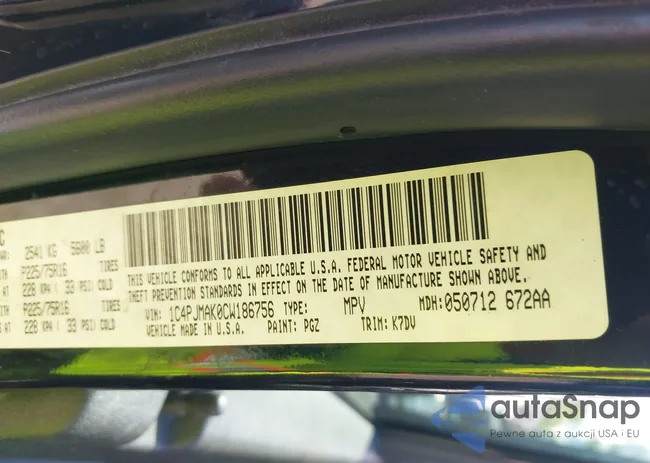 2541 KG 5600 LB
P225/75R16 TIRES
228 KPA ( 33 PSI) COLD
P225/75R16 TIRES
228 KPA ( 33 PSI) COLD
THIS VEHICLE CONFORMS TO ALL APPLICABLE U.S.A. FEDERAL MOTOR VEHICLE SAFETY AND
THEFT PREVENTION STANDARDS IN EFFECT ON THE DATE OF MANUFACTURE SHOWN ABOVE.
VIN: 1C4PJMAK0CW186756 TYPE: MPV MDH: 050712 672AA
VEHICLE MADE IN U.S.A. PAINT: PGZ TRIM: K7DV
autaSnap
Pewne auta z aukcji USA i EU